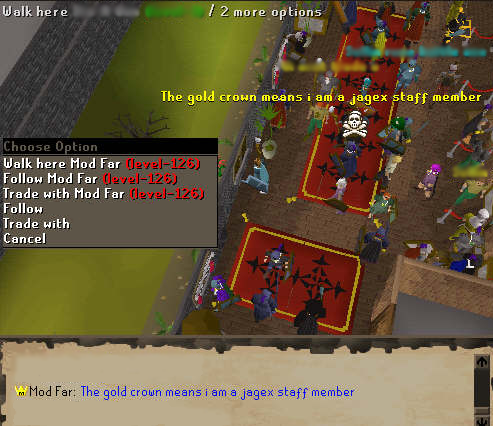 Walk here
/ 2 more options
The gold crown means i am a jagex staff member
Choose Option
Walk here Mod Far (level-126)
Follow Mod Far (level-126)
Trade with Mod Far (level-126)
Follow
Trade with
Cancel
Mod Far: The gold crown means i am a jagex staff member